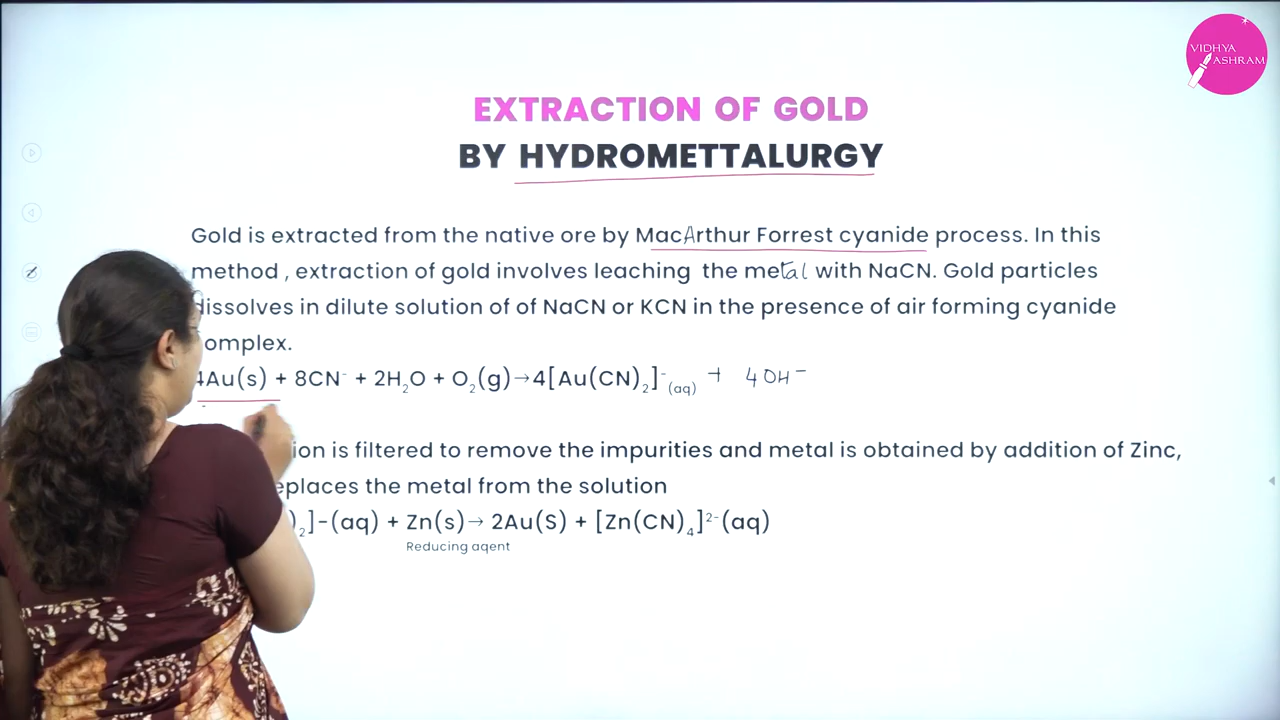 VIDHYA
ASHRAM
EXTRACTION OF GOLD
BY HYDROMETTALURGY
Gold is extracted from the native ore by MacArthur Forrest cyanide process. In this
method , extraction of gold involves leaching the metal with NaCN. Gold particles
dissolves in dilute solution of of NaCN or KCN in the presence of air forming cyanide
complex.
4Au(s) + 8CN⁻ + 2H₂O + O₂(g)→4[Au(CN)₂]⁻(aq) + 4OH⁻
is filtered to remove the impurities and metal is obtained by addition of Zinc,
the metal from the solution
)₂]-(aq) + Zn(s)→ 2Au(S) + [Zn(CN)₄]²⁻(aq)
Reducing aqent